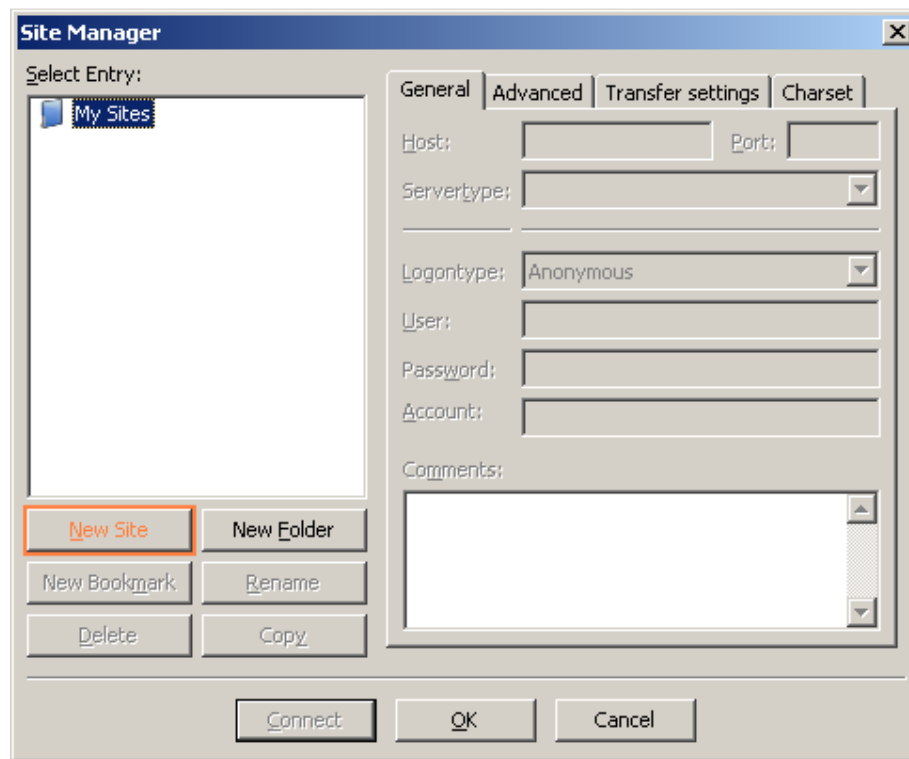 Site Manager
Select Entry:
My Sites
New Site
New Folder
New Bookmark
Rename
Delete
Copy
General
Advanced
Transfer settings
Charset
Host:
Port:
Servertype:
Logontype:
Anonymous
User:
Password:
Account:
Comments:
Connect
OK
Cancel